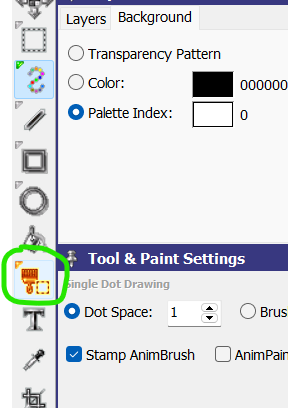 Layers Background
Transparency Pattern
Color: 000000
Palette Index: 0
Tool & Paint Settings
Single Dot Drawing
Dot Space: 1 Brus
Stamp AnimBrush AnimPain